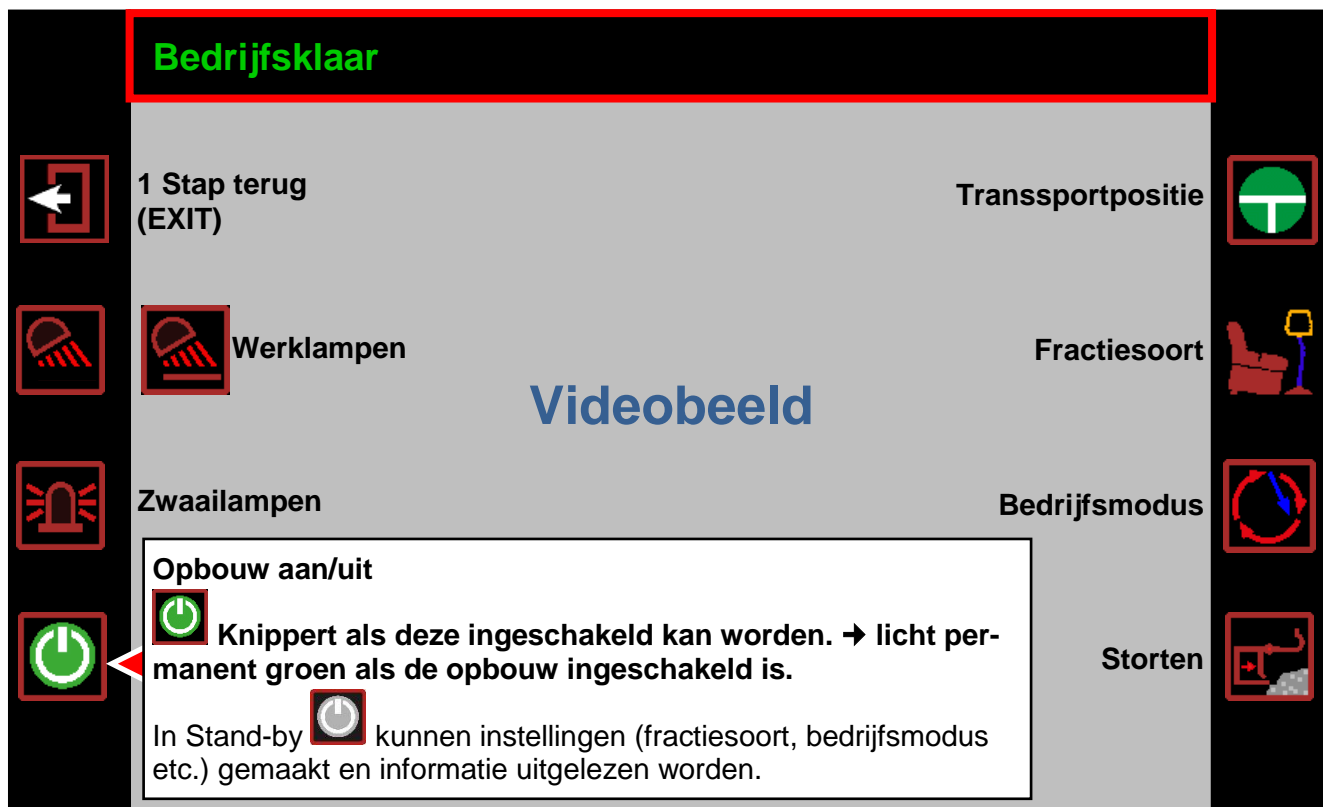 Bedrijfsklaar
1 Stap terug
(EXIT)
Transsportpositie
Werklampen
Fractiesoort
Videobeeld
Zwaailampen
Bedrijfsmodus
Opbouw aan/uit
Knippert als deze ingeschakeld kan worden. ➔ licht per-
manent groen als de opbouw ingeschakeld is.
Storten
In Stand-by kunnen instellingen (fractiesoort, bedrijfsmodus
etc.) gemaakt en informatie uitgelezen worden.